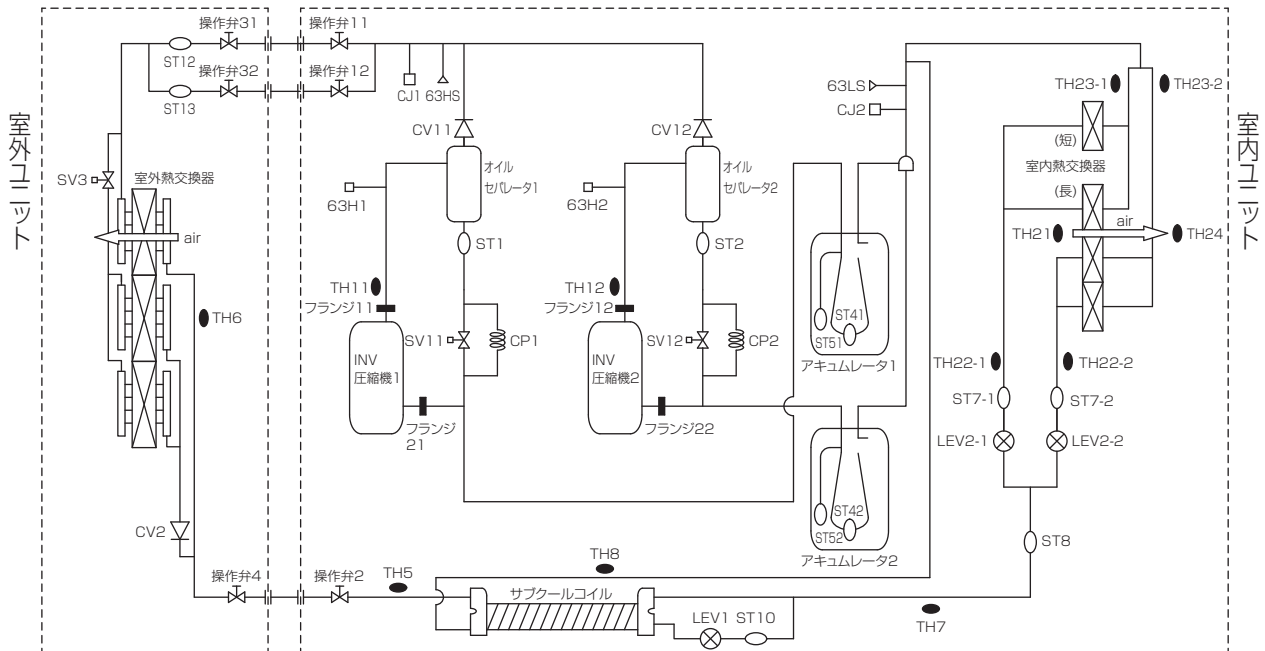 操作弁31
操作弁11
ST12
操作弁32
操作弁12
ST13
CJ1
63HS
63LS
CJ2
TH23-1
TH23-2
室外ユニット
室内ユニット
CV11
CV12
(短)
室内熱交換器
(長)
SV3
室外熱交換器
オイル
セパレータ1
オイル
セパレータ2
63H1
63H2
air
air
ST1
ST2
TH21
TH24
TH11
フランジ11
TH12
フランジ12
TH6
ST41
ST51
アキュムレータ1
SV11
CP1
SV12
CP2
INV
圧縮機1
INV
圧縮機2
TH22-1
TH22-2
ST7-1
ST7-2
フランジ
21
フランジ22
LEV2-1
LEV2-2
ST42
ST52
アキュムレータ2
CV2
ST8
操作弁4
操作弁2
TH5
TH8
サブクールコイル
LEV1
ST10
TH7